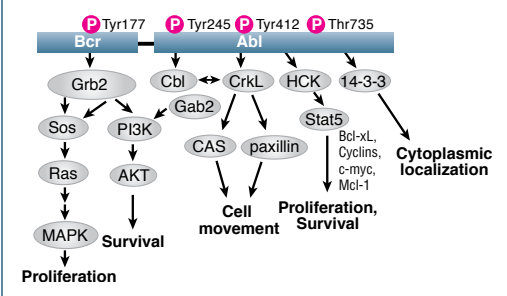 P Tyr177 P Tyr245 P Tyr412 P Thr735
Bcr Abl
Grb2 Cbl CrkL HCK 14-3-3
Gab2
Sos PI3K Stat5
Bcl-xL,
Cyclins,
c-myc,
Mcl-1
CAS paxillin
Cytoplasmic
localization
Ras AKT
Cell
movement
Proliferation,
Survival
MAPK Survival
Proliferation